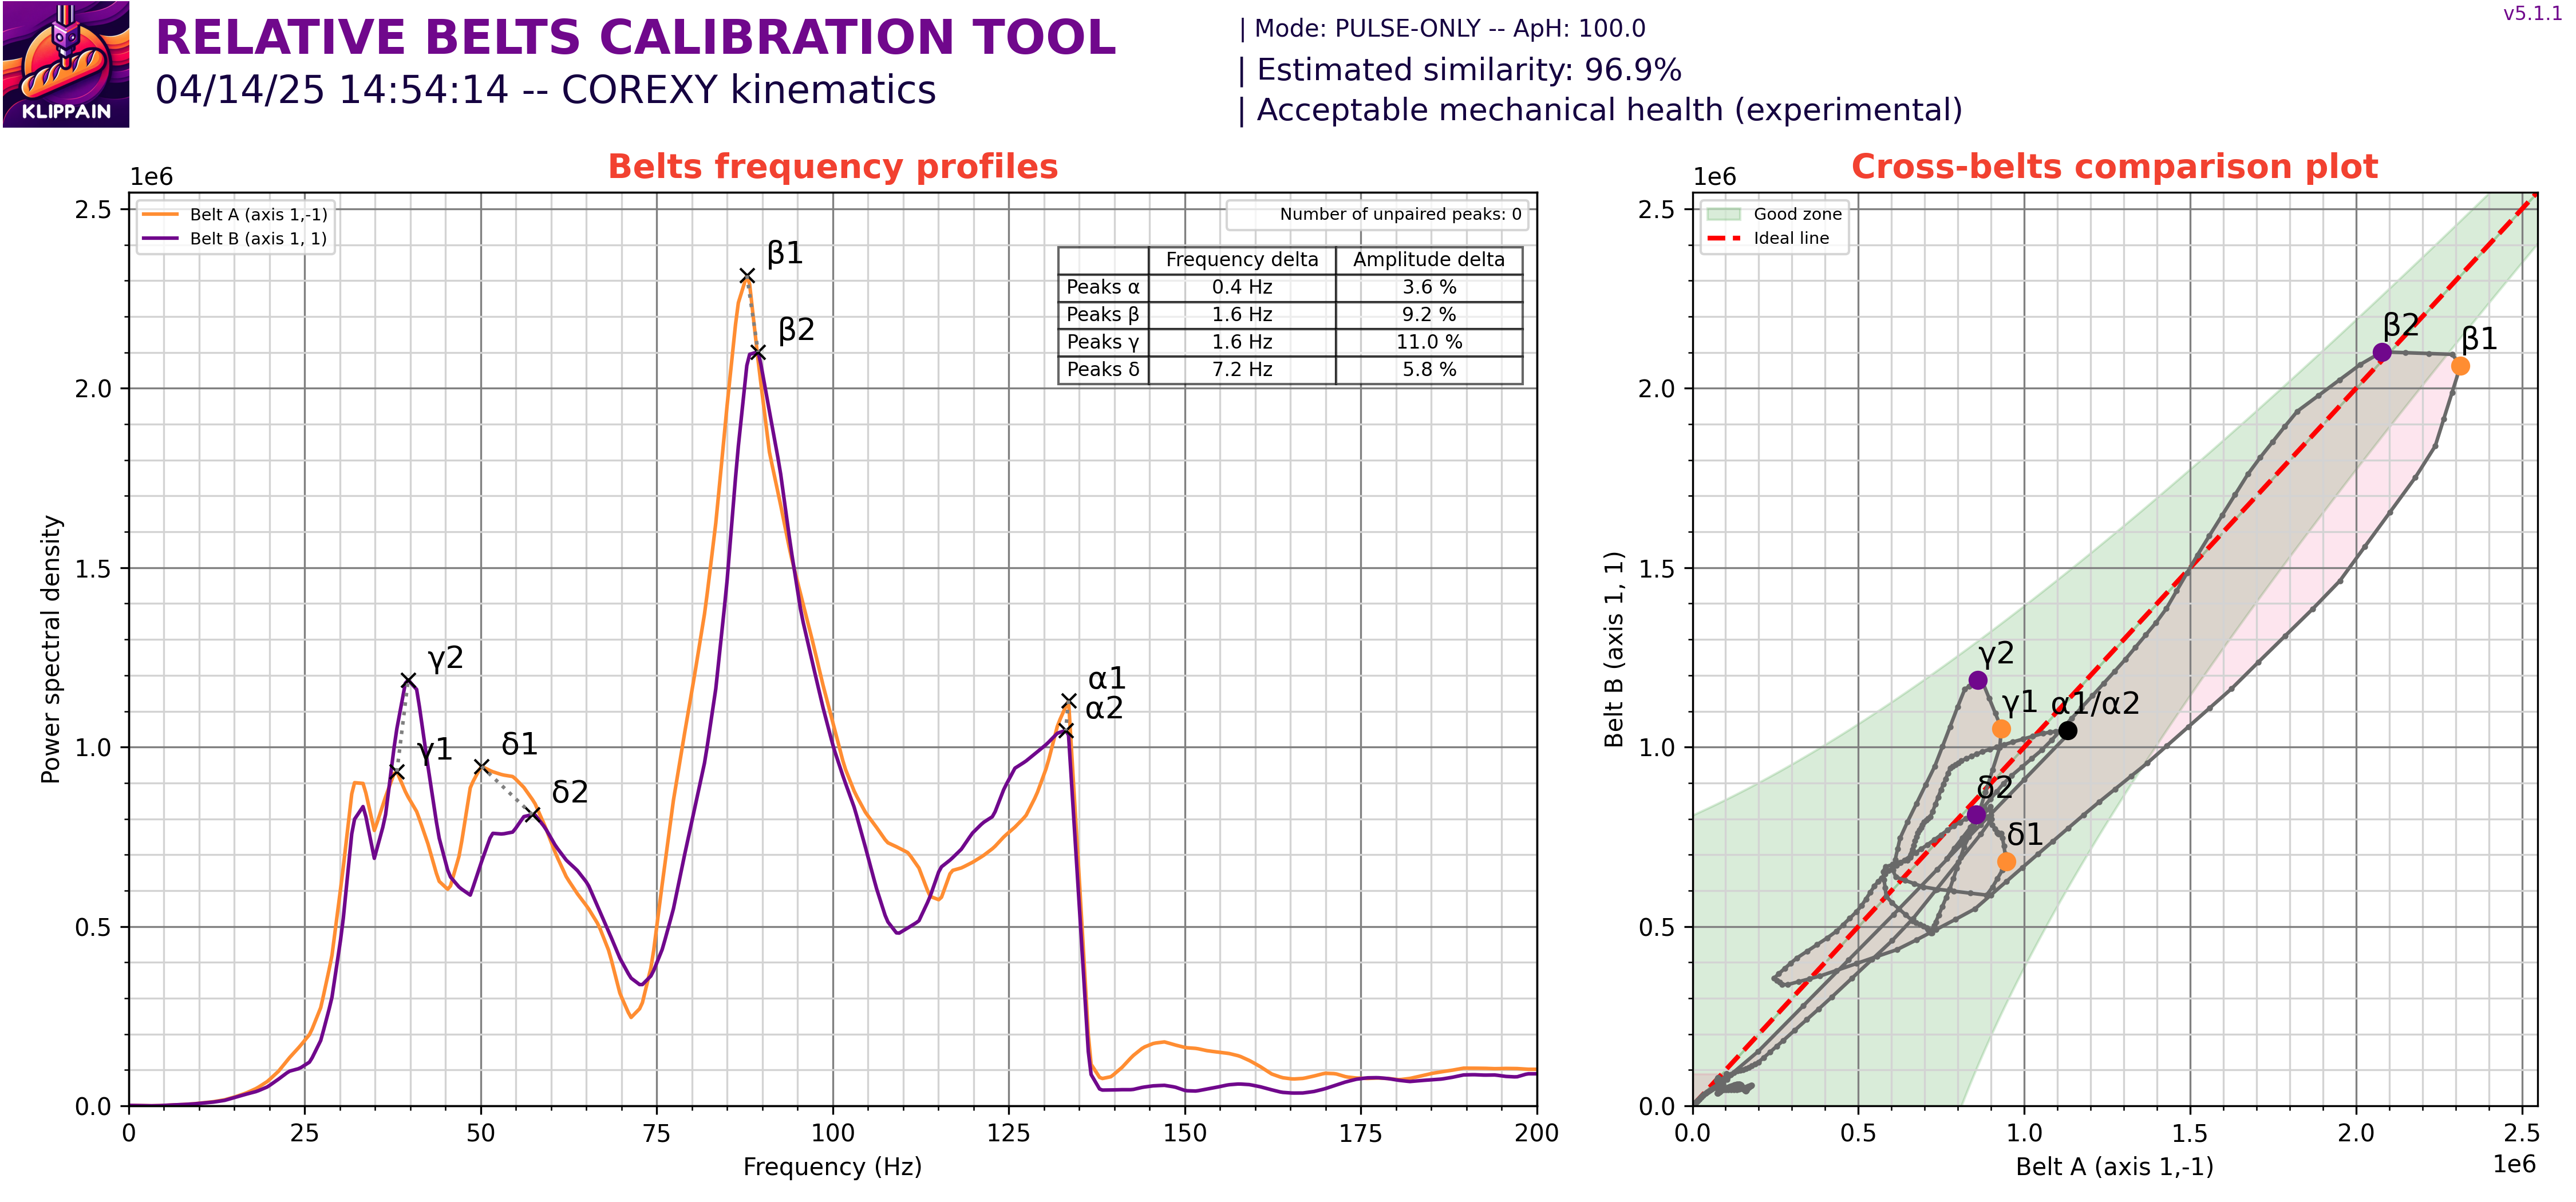 v5.1.1
KLIPPAIN
RELATIVE BELTS CALIBRATION TOOL
04/14/25 14:54:14 -- COREXY kinematics
| Mode: PULSE-ONLY -- ApH: 100.0
| Estimated similarity: 96.9%
| Acceptable mechanical health (experimental)
Belts frequency profiles
1e6
Belt A (axis 1,-1)
Belt B (axis 1, 1)
Number of unpaired peaks: 0
Frequency delta Amplitude delta
Peaks α 0.4 Hz 3.6 %
Peaks β 1.6 Hz 9.2 %
Peaks γ 1.6 Hz 11.0 %
Peaks δ 7.2 Hz 5.8 %
β1
β2
γ2
γ1
δ1
δ2
α1
α2
2.5
2.0
1.5
1.0
0.5
0.0
Power spectral density
0 25 50 75 100 125 150 175 200
Frequency (Hz)
Cross-belts comparison plot
1e6
Good zone
Ideal line
β2
β1
γ2
γ1
α1/α2
δ2
δ1
2.5
2.0
1.5
1.0
0.5
0.0
Belt B (axis 1, 1)
0.0 0.5 1.0 1.5 2.0 2.5
Belt A (axis 1,-1)
1e6